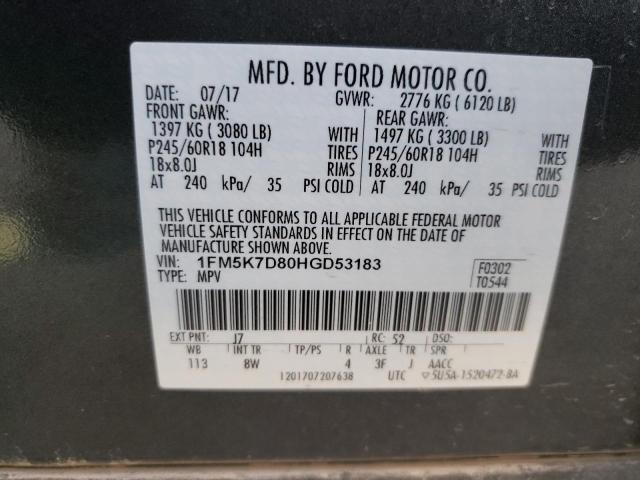 MFD. BY FORD MOTOR CO.
DATE: 07/17 GVWR: 2776 KG ( 6120 LB)
FRONT GAWR: REAR GAWR:
1397 KG ( 3080 LB) WITH 1497 KG ( 3300 LB) WITH
P245/60R18 104H TIRES P245/60R18 104H TIRES
18x8.0J RIMS 18x8.0J RIMS
AT 240 kPa/ 35 PSI COLD AT 240 kPa/ 35 PSI COLD
THIS VEHICLE CONFORMS TO ALL APPLICABLE FEDERAL MOTOR
VEHICLE SAFETY STANDARDS IN EFFECT ON THE DATE OF
MANUFACTURE SHOWN ABOVE.
VIN: 1FM5K7D80HGD53183 F0302
TYPE: MPV T0544
EXT PNT: J7 RC: 52 DSO:
WB INT TR TP/PS R AXLE TR SPR
113 8W 4 3F J AACC
1201707207638 UTC ▽5U5A-1520472-8A